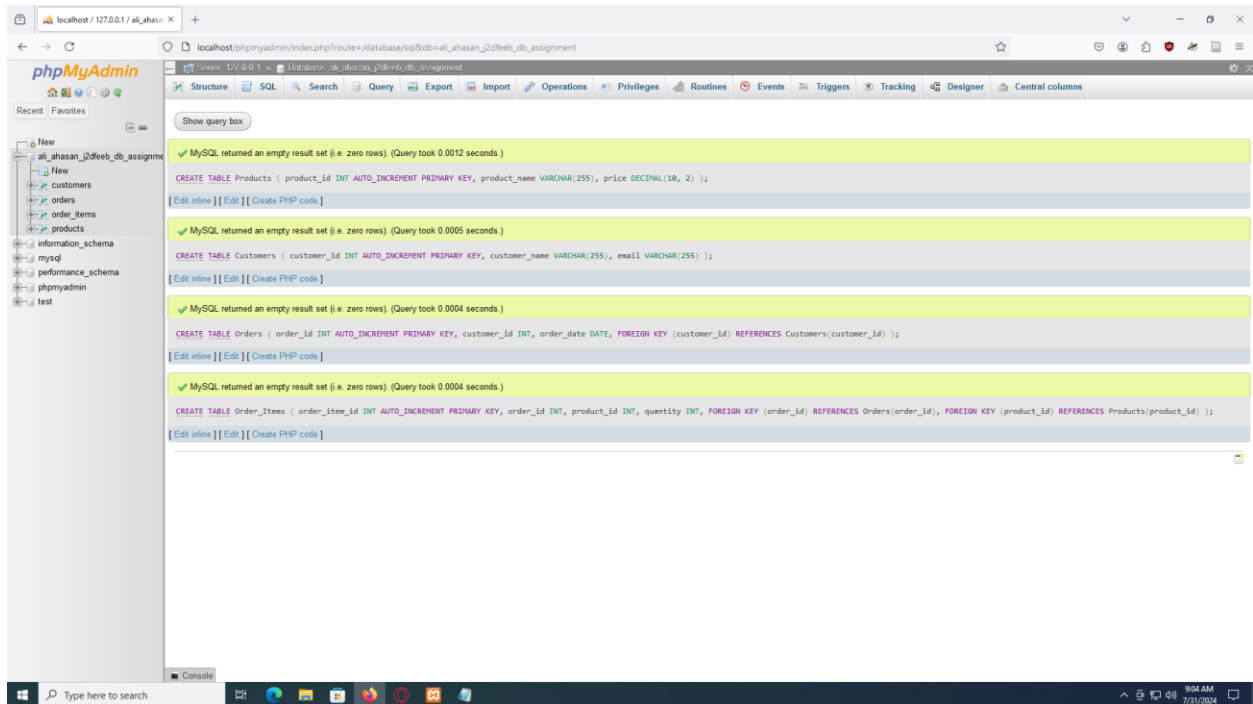 localhost / 127.0.0.1 / ali_ahasa
localhost/phpmyadmin/index.php?route=/database/sql&db=ali_ahasan_j2dfeeb_db_assignment
phpMyAdmin
Server: 127.0.0.1 » Database: ali_ahasan_j2dfeeb_db_assignment
Structure SQL Search Query Export Import Operations Privileges Routines Events Triggers Tracking Designer Central columns
Recent Favorites
New
ali_ahasan_j2dfeeb_db_assignme
New
customers
orders
order_items
products
information_schema
mysql
performance_schema
phpmyadmin
test
Show query box
MySQL returned an empty result set (i.e. zero rows). (Query took 0.0012 seconds.)
CREATE TABLE Products ( product_id INT AUTO_INCREMENT PRIMARY KEY, product_name VARCHAR(255), price DECIMAL(10, 2) );
[ Edit inline ] [ Edit ] [ Create PHP code ]
MySQL returned an empty result set (i.e. zero rows). (Query took 0.0005 seconds.)
CREATE TABLE Customers ( customer_id INT AUTO_INCREMENT PRIMARY KEY, customer_name VARCHAR(255), email VARCHAR(255) );
[ Edit inline ] [ Edit ] [ Create PHP code ]
MySQL returned an empty result set (i.e. zero rows). (Query took 0.0004 seconds.)
CREATE TABLE Orders ( order_id INT AUTO_INCREMENT PRIMARY KEY, customer_id INT, order_date DATE, FOREIGN KEY (customer_id) REFERENCES Customers(customer_id) );
[ Edit inline ] [ Edit ] [ Create PHP code ]
MySQL returned an empty result set (i.e. zero rows). (Query took 0.0004 seconds.)
CREATE TABLE Order_Items ( order_item_id INT AUTO_INCREMENT PRIMARY KEY, order_id INT, product_id INT, quantity INT, FOREIGN KEY (order_id) REFERENCES Orders(order_id), FOREIGN KEY (product_id) REFERENCES Products(product_id) );
[ Edit inline ] [ Edit ] [ Create PHP code ]
Console
Type here to search
9:04 AM
7/31/2024